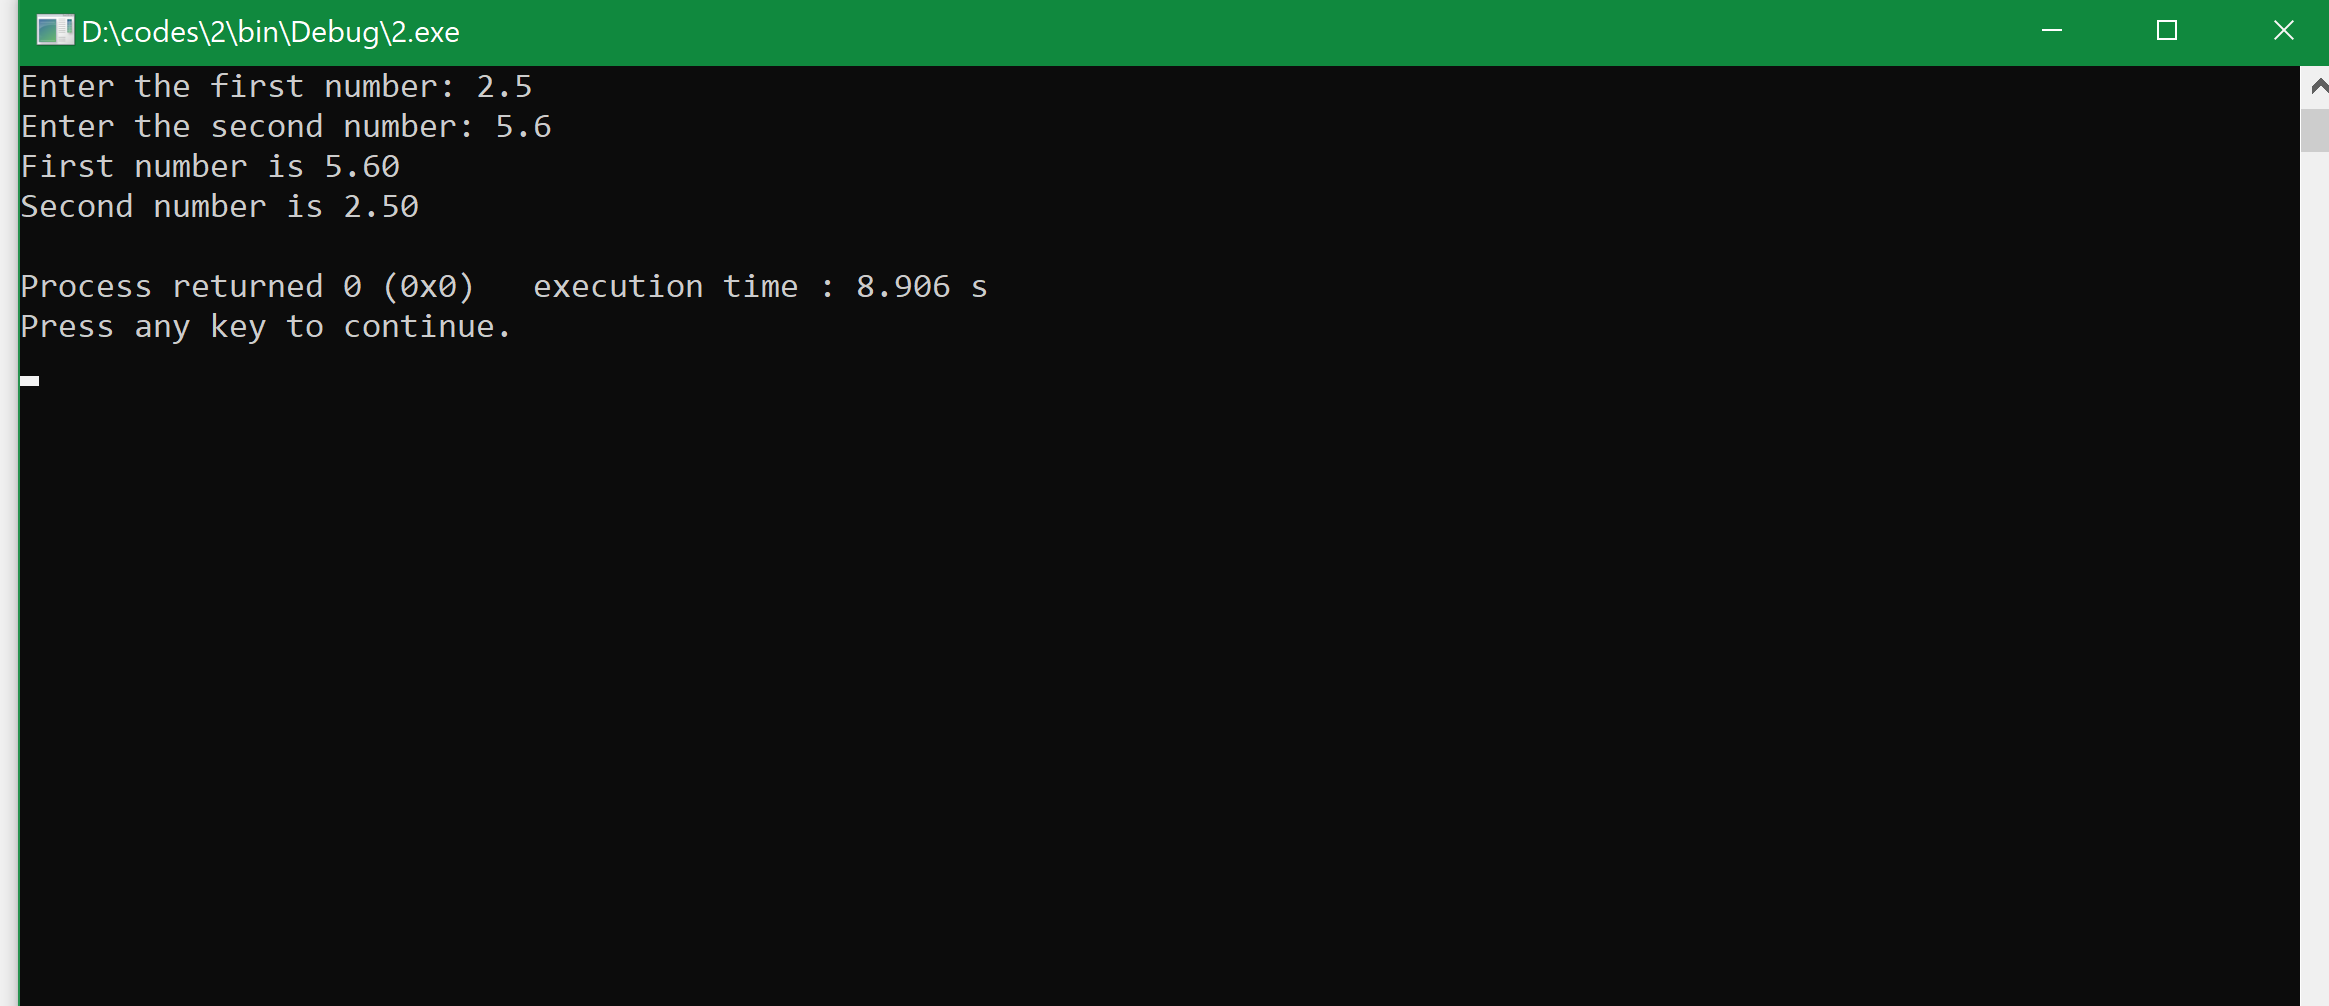 D:\codes\2\bin\Debug\2.exe
Enter the first number: 2.5
Enter the second number: 5.6
First number is 5.60
Second number is 2.50
Process returned 0 (0x0)   execution time : 8.906 s
Press any key to continue.